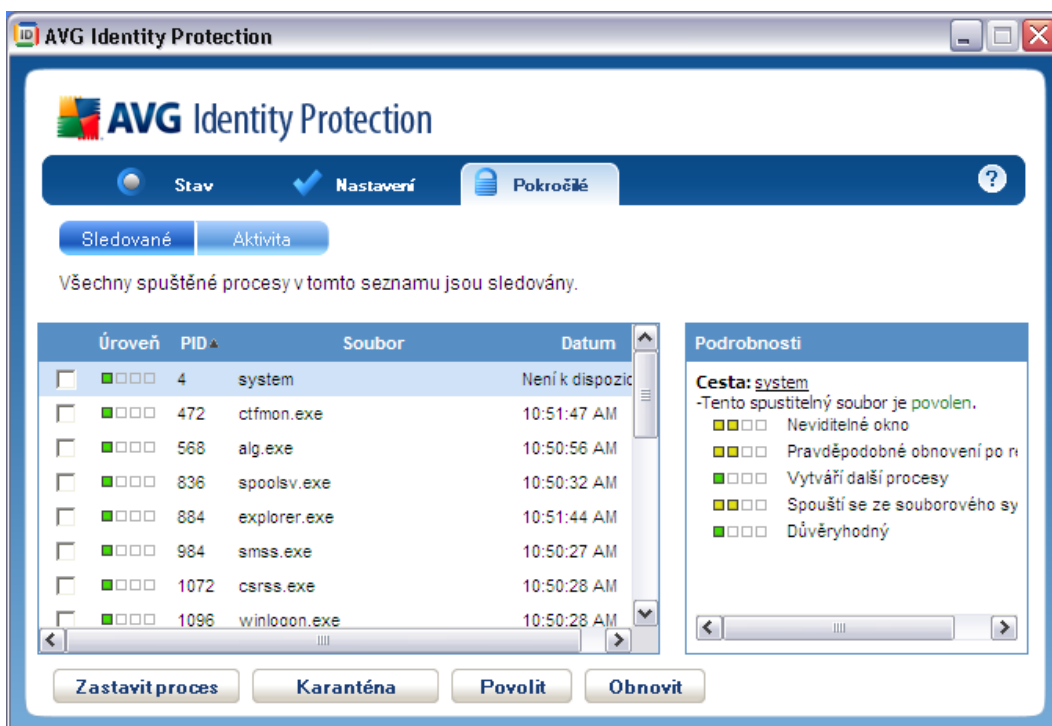 AVG Identity Protection
AVG Identity Protection
Stav Nastavení Pokročilé ?
Sledované Aktivita
Všechny spuštěné procesy v tomto seznamu jsou sledovány.
Úroveň PID Soubor Datum
4 system Není k dispozic
472 ctfmon.exe 10:51:47 AM
568 alg.exe 10:50:56 AM
836 spoolsv.exe 10:50:32 AM
884 explorer.exe 10:51:44 AM
984 smss.exe 10:50:27 AM
1072 csrss.exe 10:50:28 AM
1096 winlogon.exe 10:50:28 AM
Podrobnosti
Cesta: system
-Tento spustitelný soubor je povolen.
Neviditelné okno
Pravděpodobné obnovení po re
Vytváří další procesy
Spouští se ze souborového sy
Důvěryhodný
Zastavit proces Karanténa Povolit Obnovit